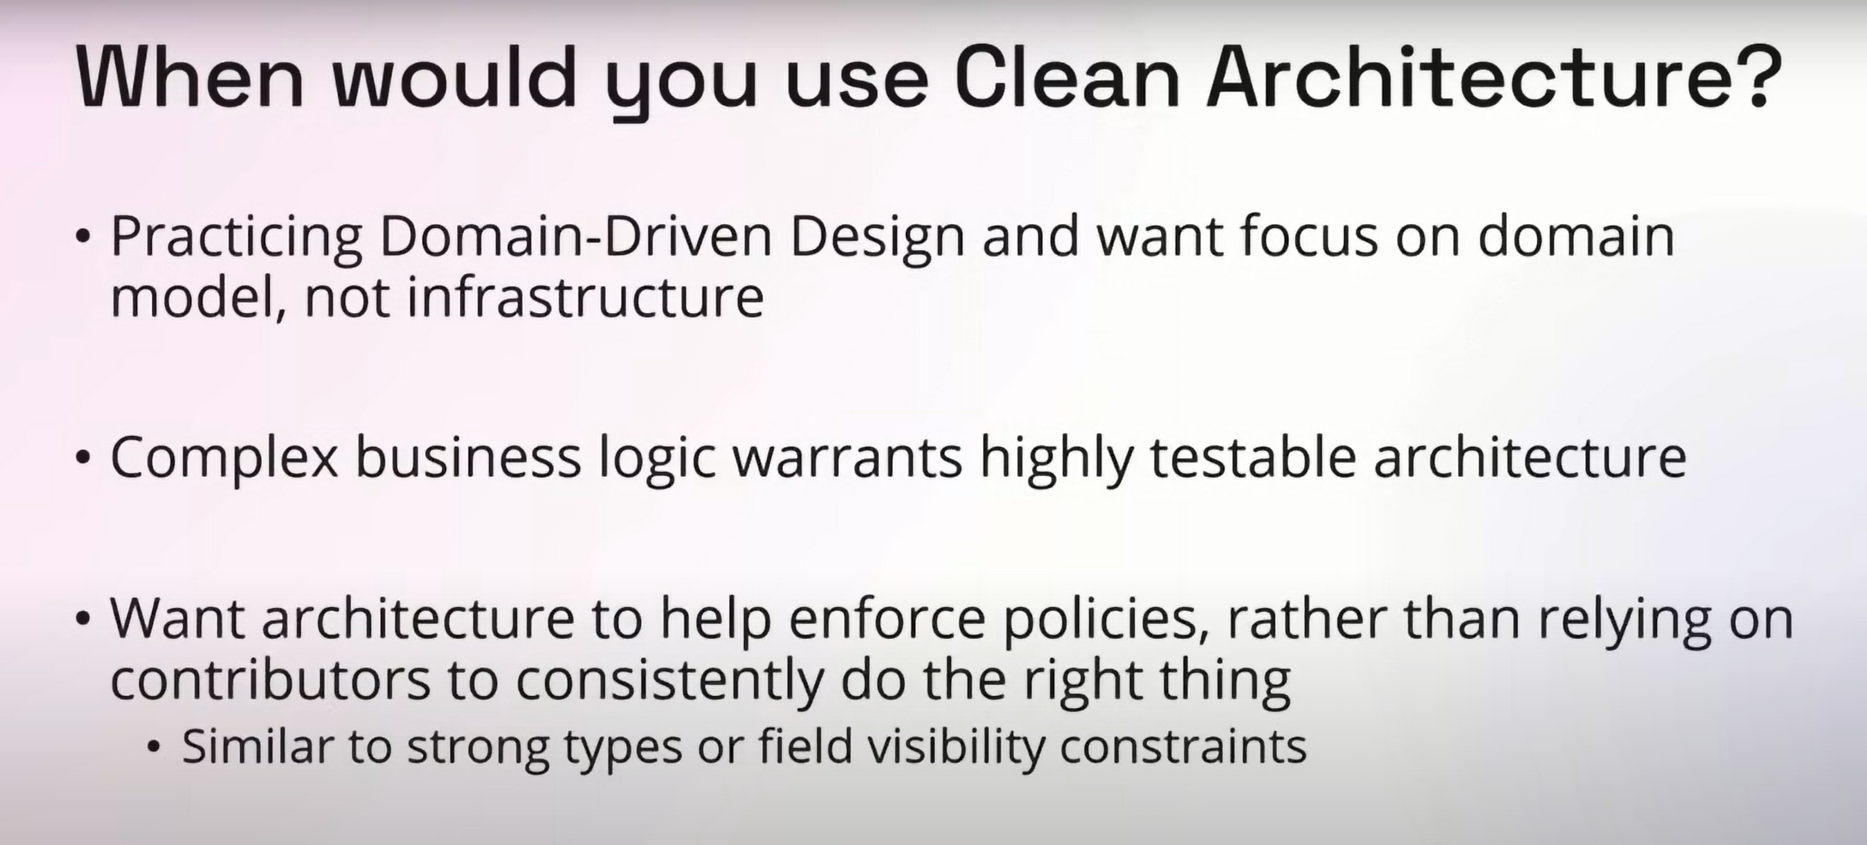 When would you use Clean Architecture?
• Practicing Domain-Driven Design and want focus on domain
model, not infrastructure
• Complex business logic warrants highly testable architecture
• Want architecture to help enforce policies, rather than relying on
contributors to consistently do the right thing
• Similar to strong types or field visibility constraints